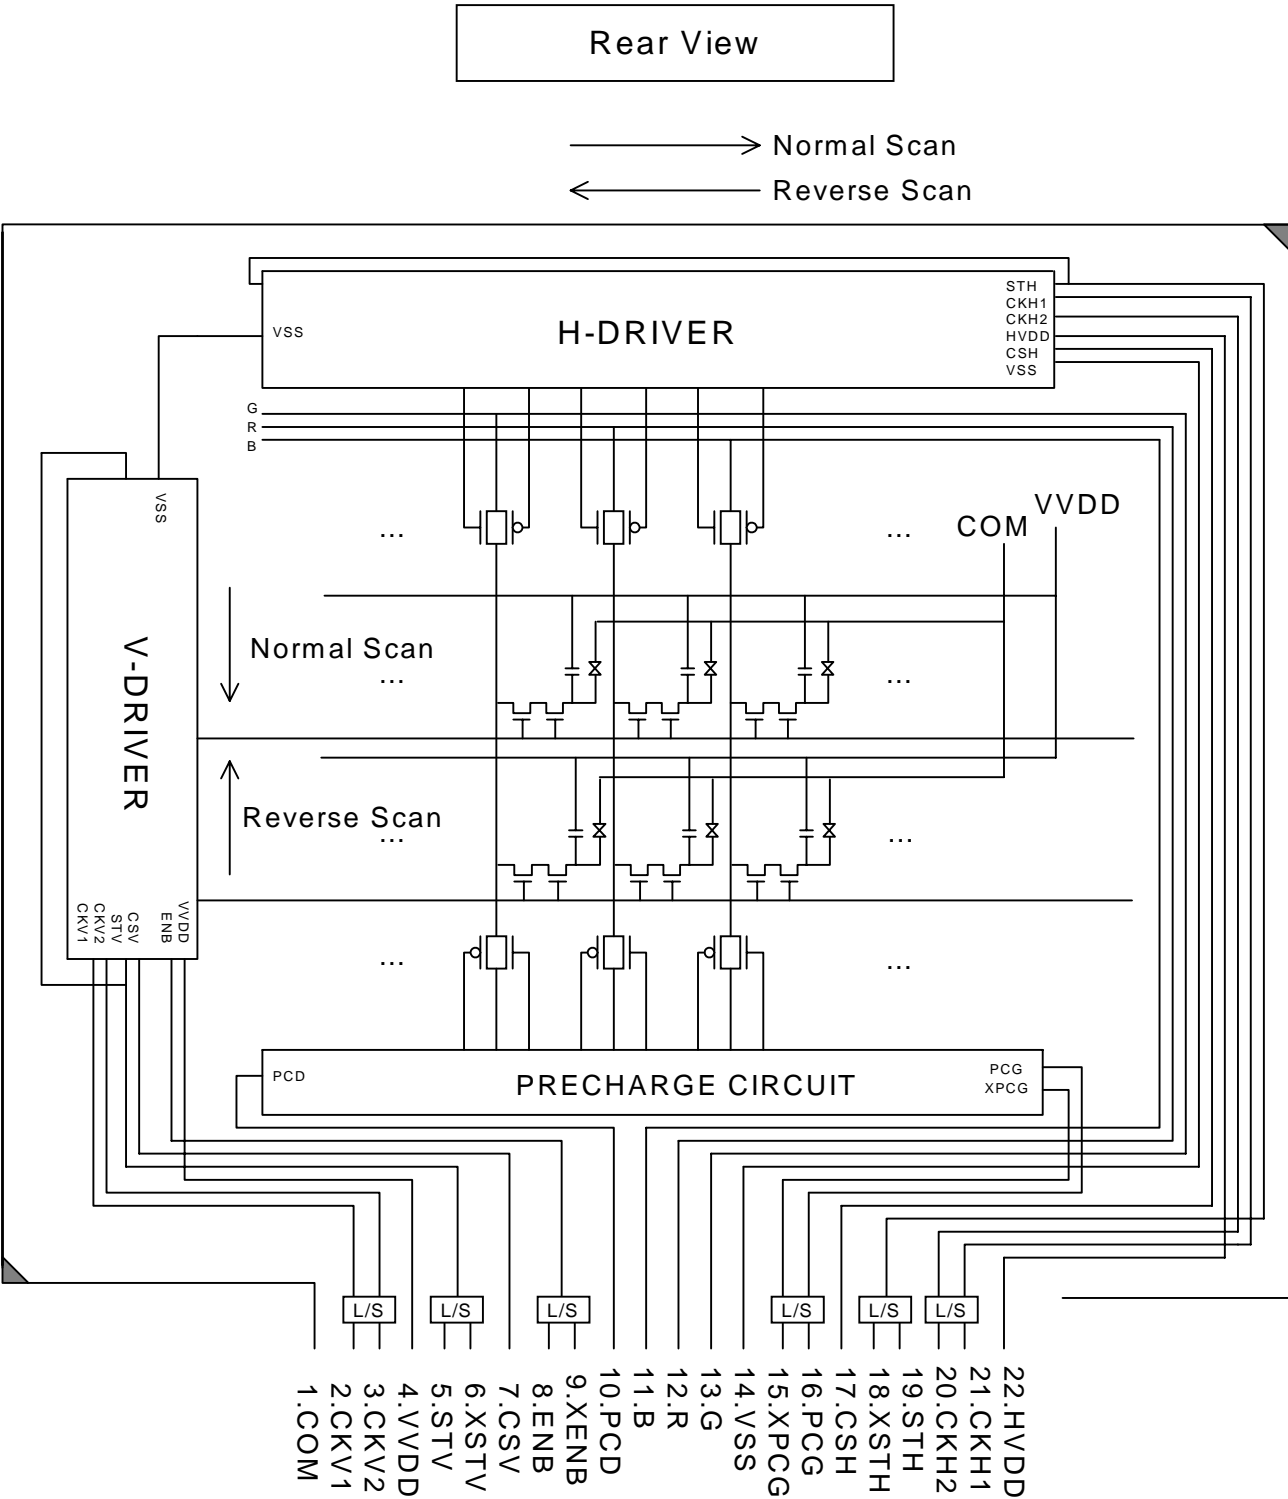 Rear View
Normal Scan
Reverse Scan
STH
CKH1
CKH2
HVDD
CSH
VSS
VSS
H-DRIVER
G
R
B
VSS
V-DRIVER
...
...
COM
VVDD
Normal Scan
...
...
Reverse Scan
...
...
CKV1
CKV2
STV
CSV
ENB
VVDD
...
...
PCD
PRECHARGE CIRCUIT
PCG
XPCG
L/S
L/S
L/S
L/S
L/S
L/S
1.COM
2.CKV1
3.CKV2
4.VVDD
5.STV
6.XSTV
7.CSV
8.ENB
9.XENB
10.PCD
11.B
12.R
13.G
14.VSS
15.XPCG
16.PCG
17.CSH
18.XSTH
19.STH
20.CKH2
21.CKH1
22.HVDD